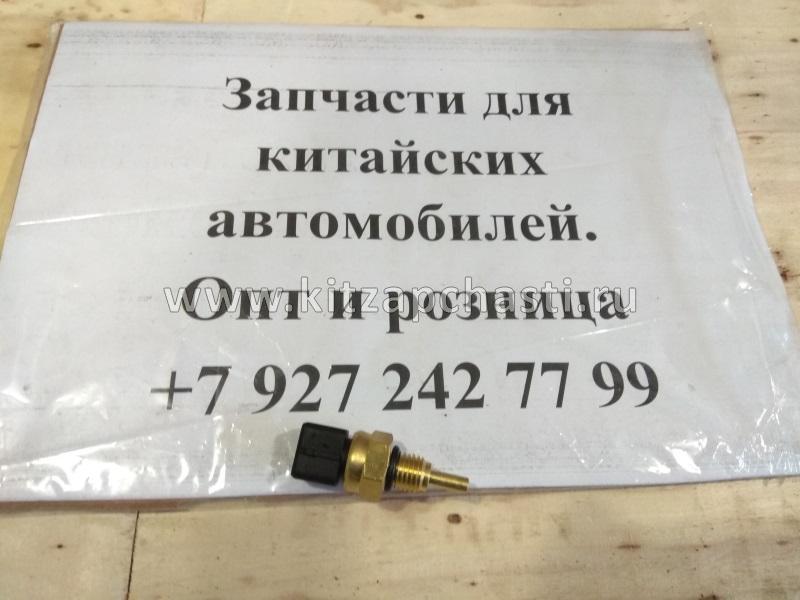 Запчасти для
китайских
автомобилей.
Опт и розница
www.kitzapchasti.ru
+7 927 242 77 99